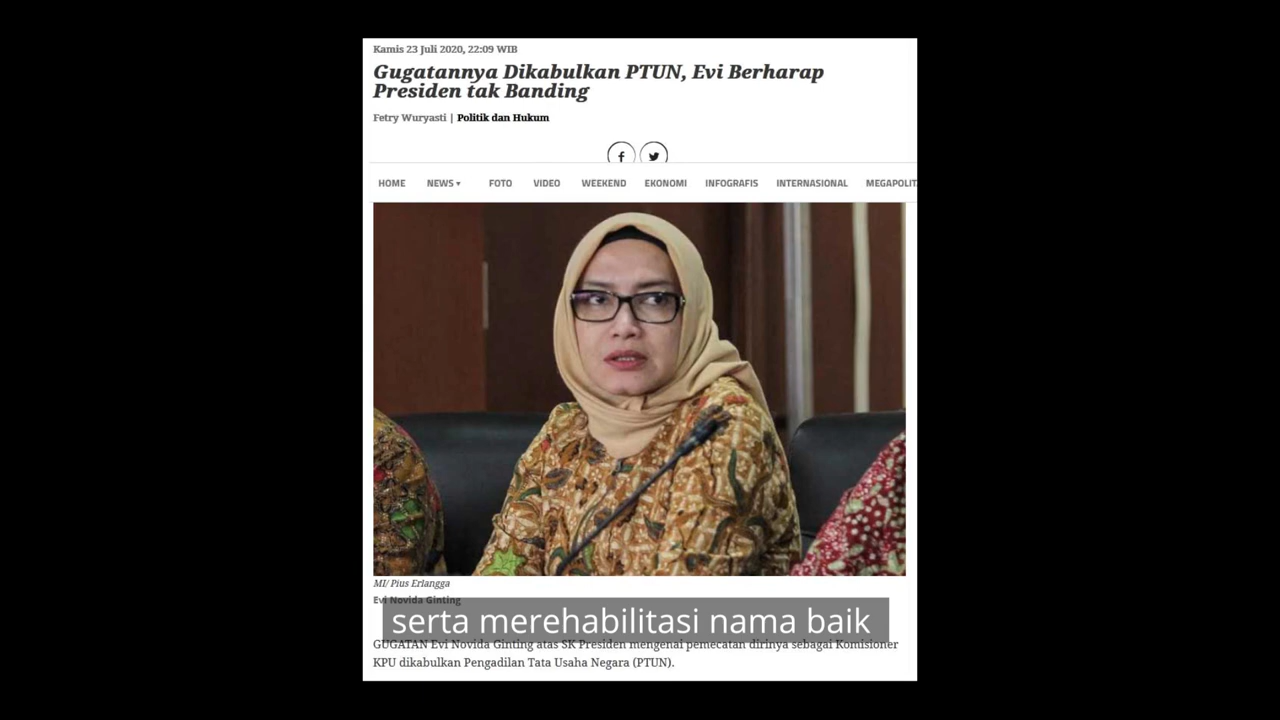 Kamis 23 Juli 2020, 22:09 WIB
Gugatannya Dikabulkan PTUN, Evi Berharap
Presiden tak Banding
Fetry Wuryasti | Politik dan Hukum
HOME NEWS▾ FOTO VIDEO WEEKEND EKONOMI INFOGRAFIS INTERNASIONAL MEGAPOLIT
MI/ Pius Erlangga
Evi Novida Ginting
serta merehabilitasi nama baik
GUGATAN Evi Novida Ginting atas SK Presiden mengenai pemecatan dirinya sebagai Komisioner
KPU dikabulkan Pengadilan Tata Usaha Negara (PTUN).